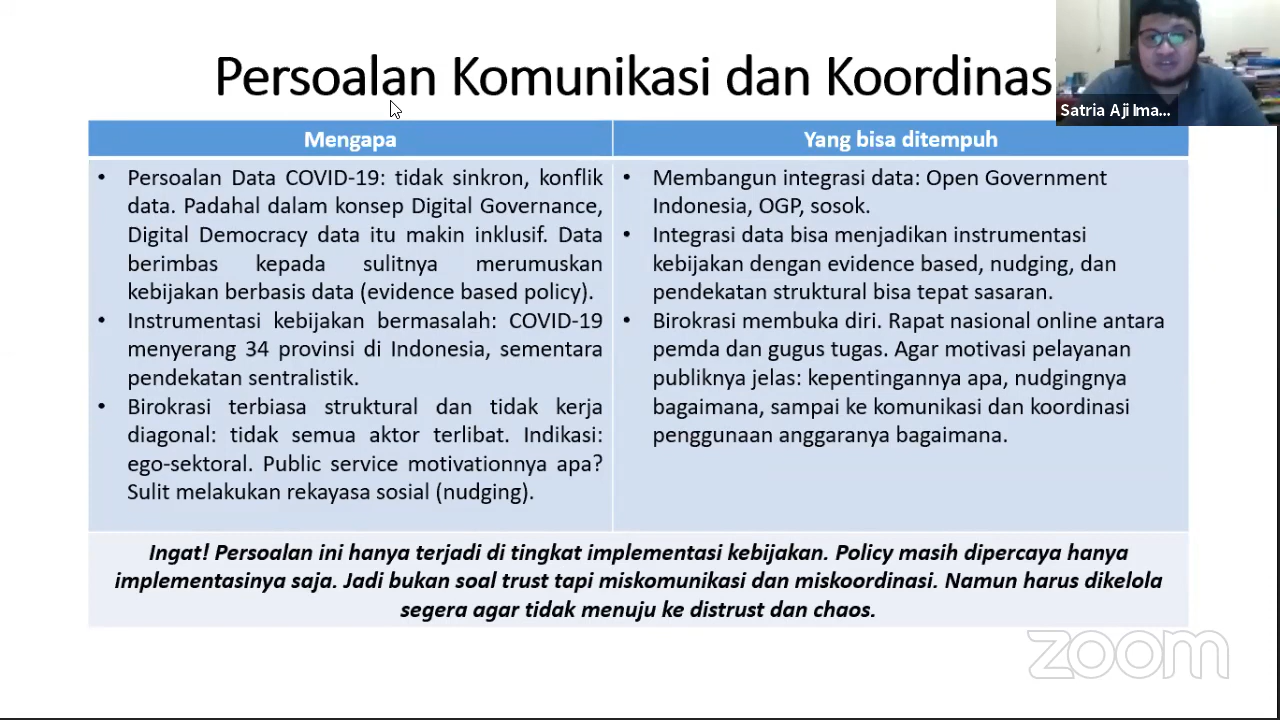 Persoalan Komunikasi dan Koordinasi
Satria Aji Ima...
Mengapa
Yang bisa ditempuh
• Persoalan Data COVID-19: tidak sinkron, konflik
data. Padahal dalam konsep Digital Governance,
Digital Democracy data itu makin inklusif. Data
berimbas kepada sulitnya merumuskan
kebijakan berbasis data (evidence based policy).
• Instrumentasi kebijakan bermasalah: COVID-19
menyerang 34 provinsi di Indonesia, sementara
pendekatan sentralistik.
• Birokrasi terbiasa struktural dan tidak kerja
diagonal: tidak semua aktor terlibat. Indikasi:
ego-sektoral. Public service motivationnya apa?
Sulit melakukan rekayasa sosial (nudging).
• Membangun integrasi data: Open Government
Indonesia, OGP, sosok.
• Integrasi data bisa menjadikan instrumentasi
kebijakan dengan evidence based, nudging, dan
pendekatan struktural bisa tepat sasaran.
• Birokrasi membuka diri. Rapat nasional online antara
pemda dan gugus tugas. Agar motivasi pelayanan
publiknya jelas: kepentingannya apa, nudgingnya
bagaimana, sampai ke komunikasi dan koordinasi
penggunaan anggaranya bagaimana.
Ingat! Persoalan ini hanya terjadi di tingkat implementasi kebijakan. Policy masih dipercaya hanya
implementasinya saja. Jadi bukan soal trust tapi miskomunikasi dan miskoordinasi. Namun harus dikelola
segera agar tidak menuju ke distrust dan chaos.
zoom